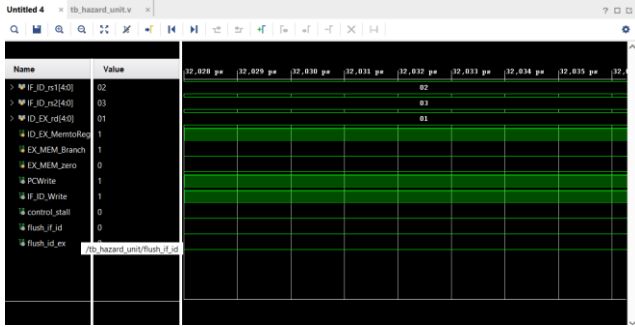 Untitled 4 × tb_hazard_unit.v ×
Name Value
32,028 ps 32,029 ps 32,030 ps 32,031 ps 32,032 ps 32,033 ps 32,034 ps 32,035 ps 32,
IF_ID_rs1[4:0] 02 02
IF_ID_rs2[4:0] 03 03
ID_EX_rd[4:0] 01 01
ID_EX_MemtoReg 1
EX_MEM_Branch 1
EX_MEM_zero 0
PCWrite 1
IF_ID_Write 1
control_stall 0
flush_if_id 0
flush_id_ex
/tb_hazard_unit/flush_if_id